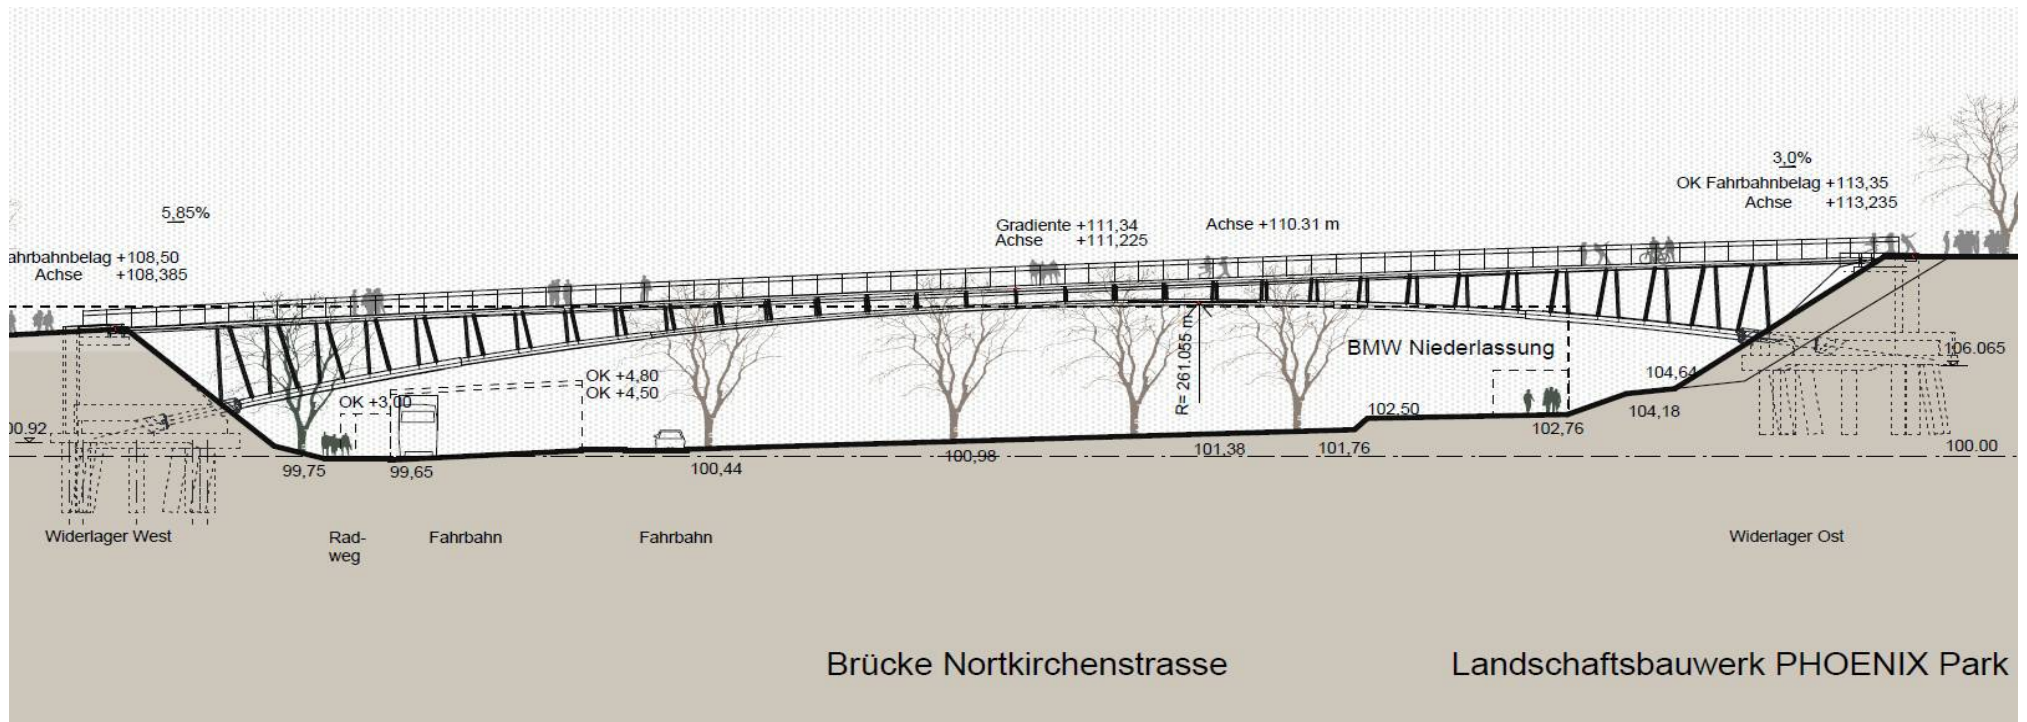 3,0%
OK Fahrbahnbelag +113,35
Achse +113,235
5,85%
Gradiente +111,34
Achse +111,225
Achse +110.31 m
ahrbahnbelag +108,50
Achse +108,385
R= 261.055 m
BMW Niederlassung
106.065
OK +4,80
OK +4,50
104,64
OK +3,00
102,50
104,18
00.92
102,76
101,38
101,76
100.00
99,75
99,65
100,44
100,98
Widerlager West
Rad-
weg
Fahrbahn
Fahrbahn
Widerlager Ost
Brücke Nortkirchenstrasse
Landschaftsbauwerk PHOENIX Park